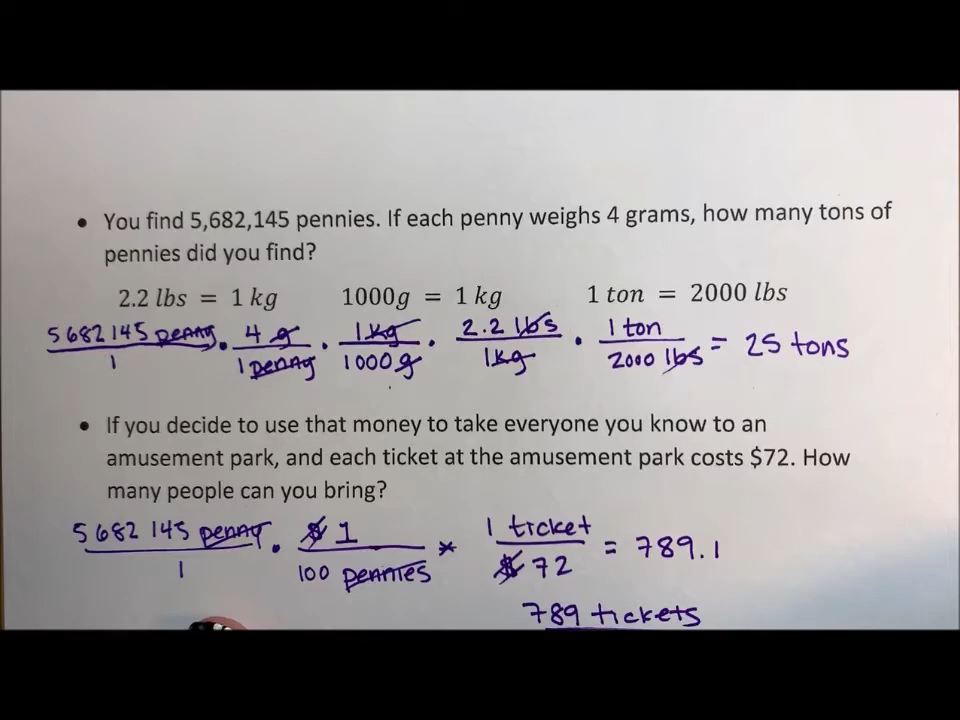 • You find 5,682,145 pennies. If each penny weighs 4 grams, how many tons of
pennies did you find?
2.2 lbs = 1 kg 1000g = 1 kg 1 ton = 2000 lbs
5682145 penny/1 · 4 g/1 penny · 1 kg/1000 g · 2.2 lbs/1 kg · 1 ton/2000 lbs = 25 tons
• If you decide to use that money to take everyone you know to an
amusement park, and each ticket at the amusement park costs $72. How
many people can you bring?
5682145 penny/1 · $1/100 pennies * 1 ticket/$72 = 789.1
789 tickets